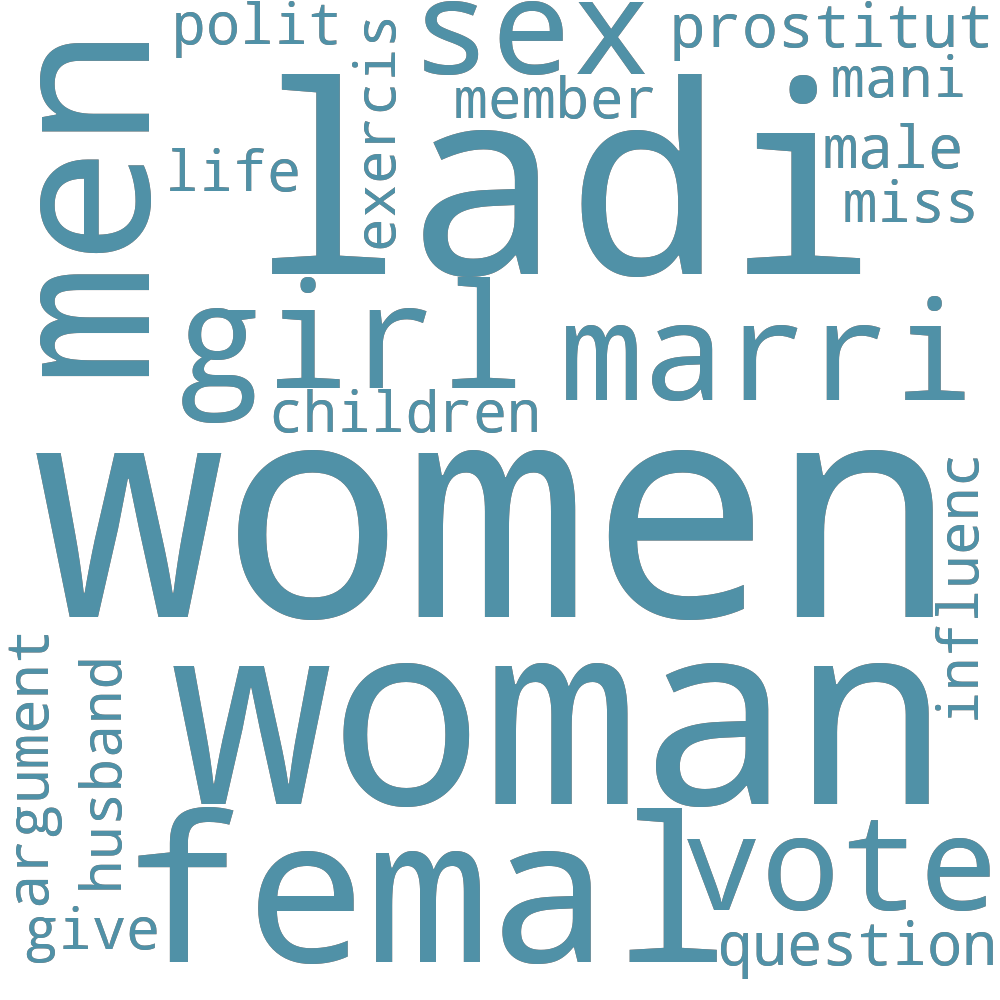 polit
sex
prostitut
men
exercis
member
mani
ladi
life
male
miss
girl
marri
children
women
influenc
woman
argument
husband
femal
vote
give
question